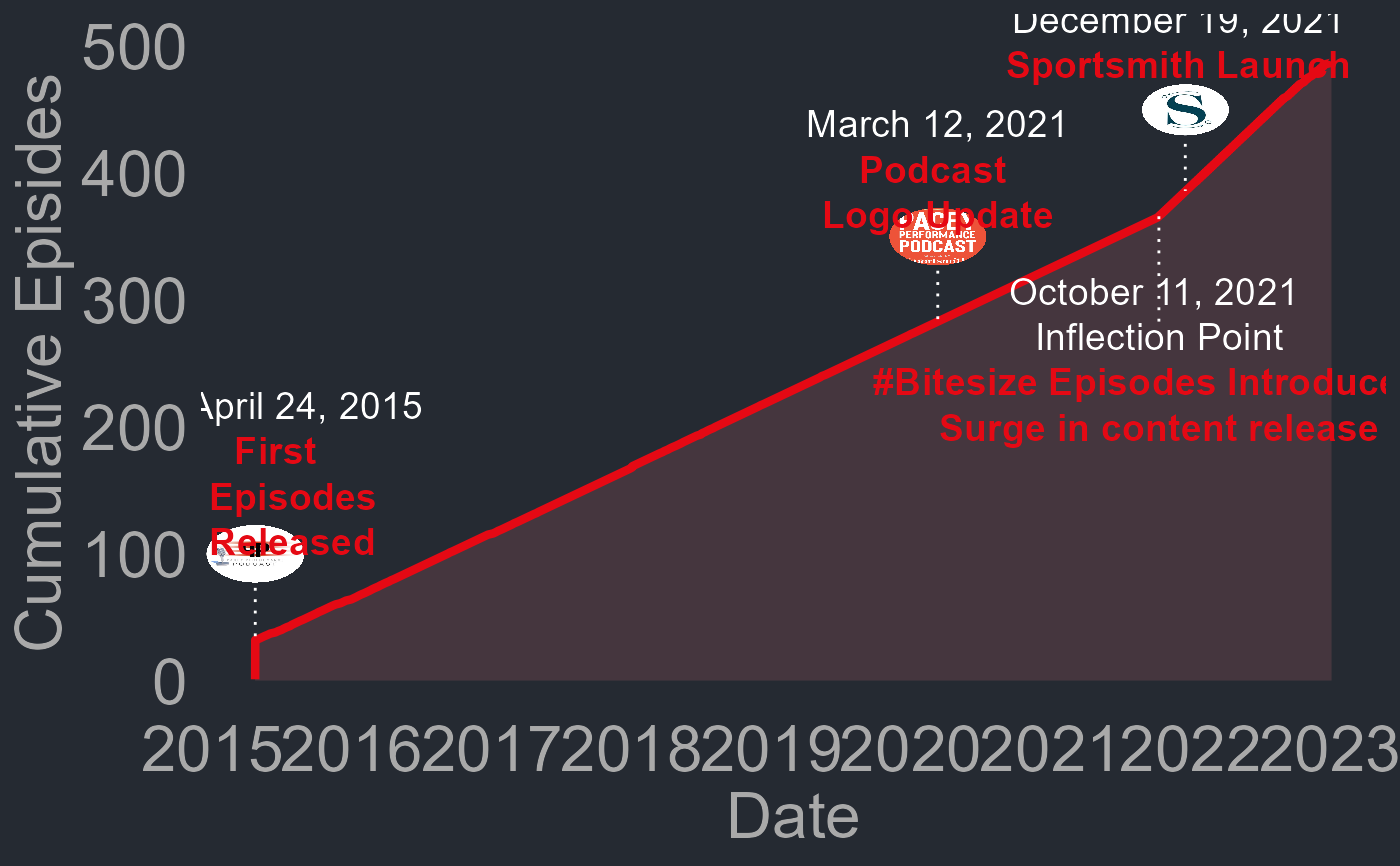 500
400
300
200
100
0
Cumulative Episides
December 19, 2021
Sportsmith Launch
S
March 12, 2021
Podcast
Logo Update
PERFORMANCE
PODCAST
October 11, 2021
Inflection Point
#Bitesize Episodes Introduc
Surge in content release
April 24, 2015
First
Episodes
Released
PODCAST
2015 2016 2017 2018 2019 2020 2021 2022 2023
Date